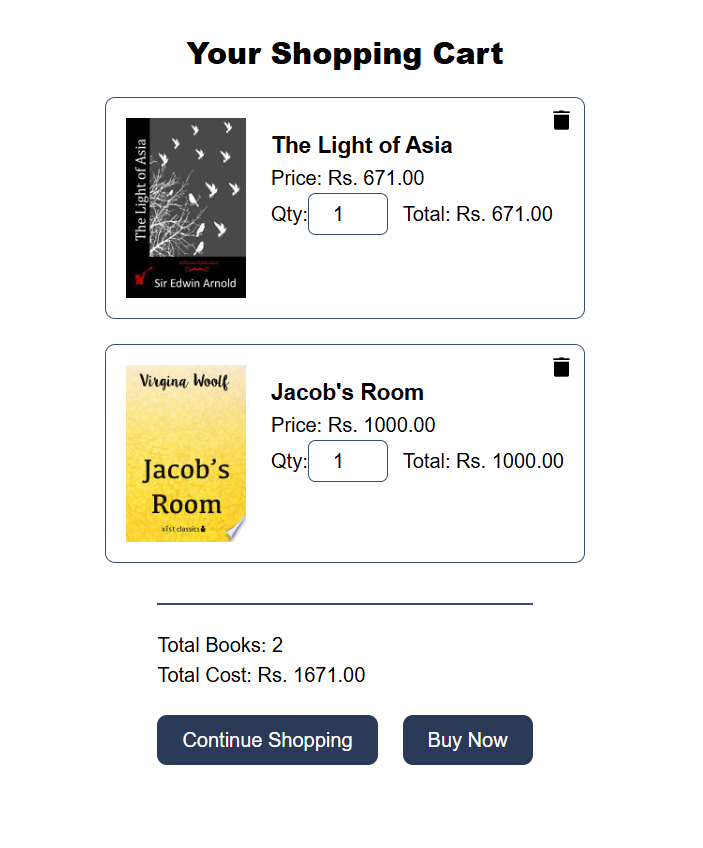 Your Shopping Cart
The Light of Asia
Sir Edwin Arnold
The Light of Asia
Price: Rs. 671.00
Qty: 1 Total: Rs. 671.00
Virgina Woolf
Jacob's
Room
xist classics
Jacob's Room
Price: Rs. 1000.00
Qty: 1 Total: Rs. 1000.00
Total Books: 2
Total Cost: Rs. 1671.00
Continue Shopping Buy Now